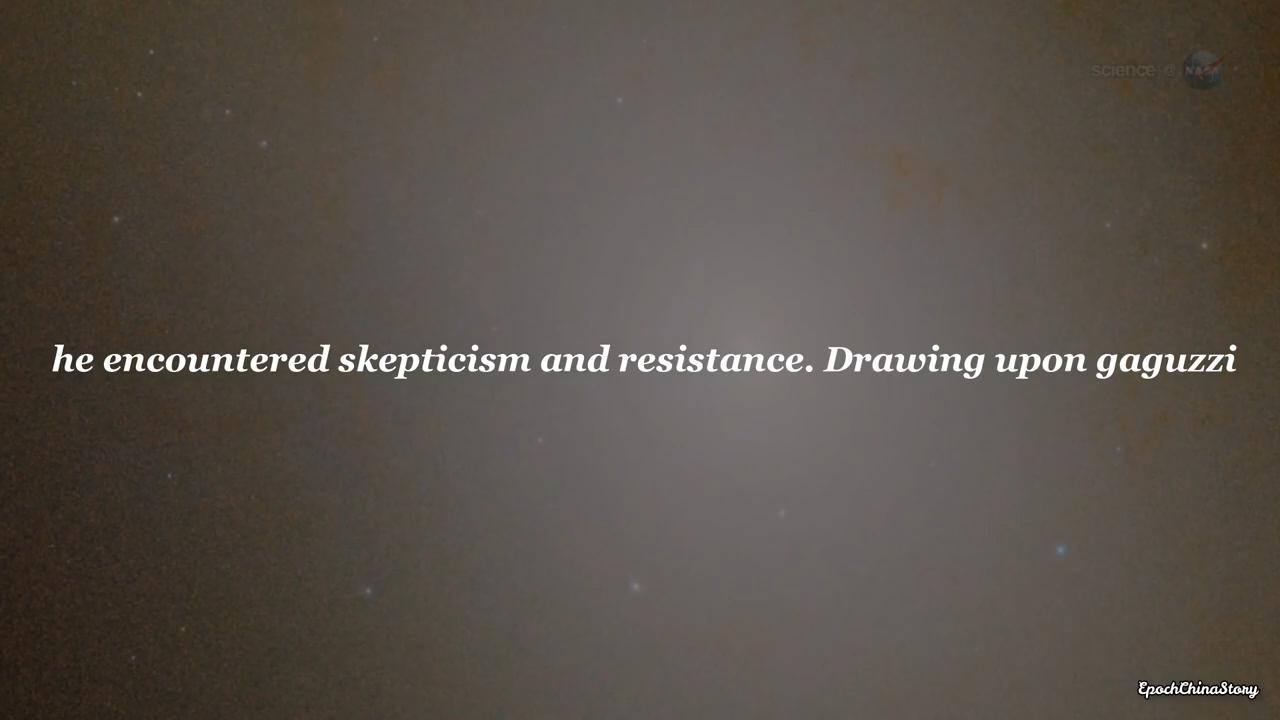 science @ NASA
he encountered skepticism and resistance. Drawing upon gaguzzi
EpochChinaStory